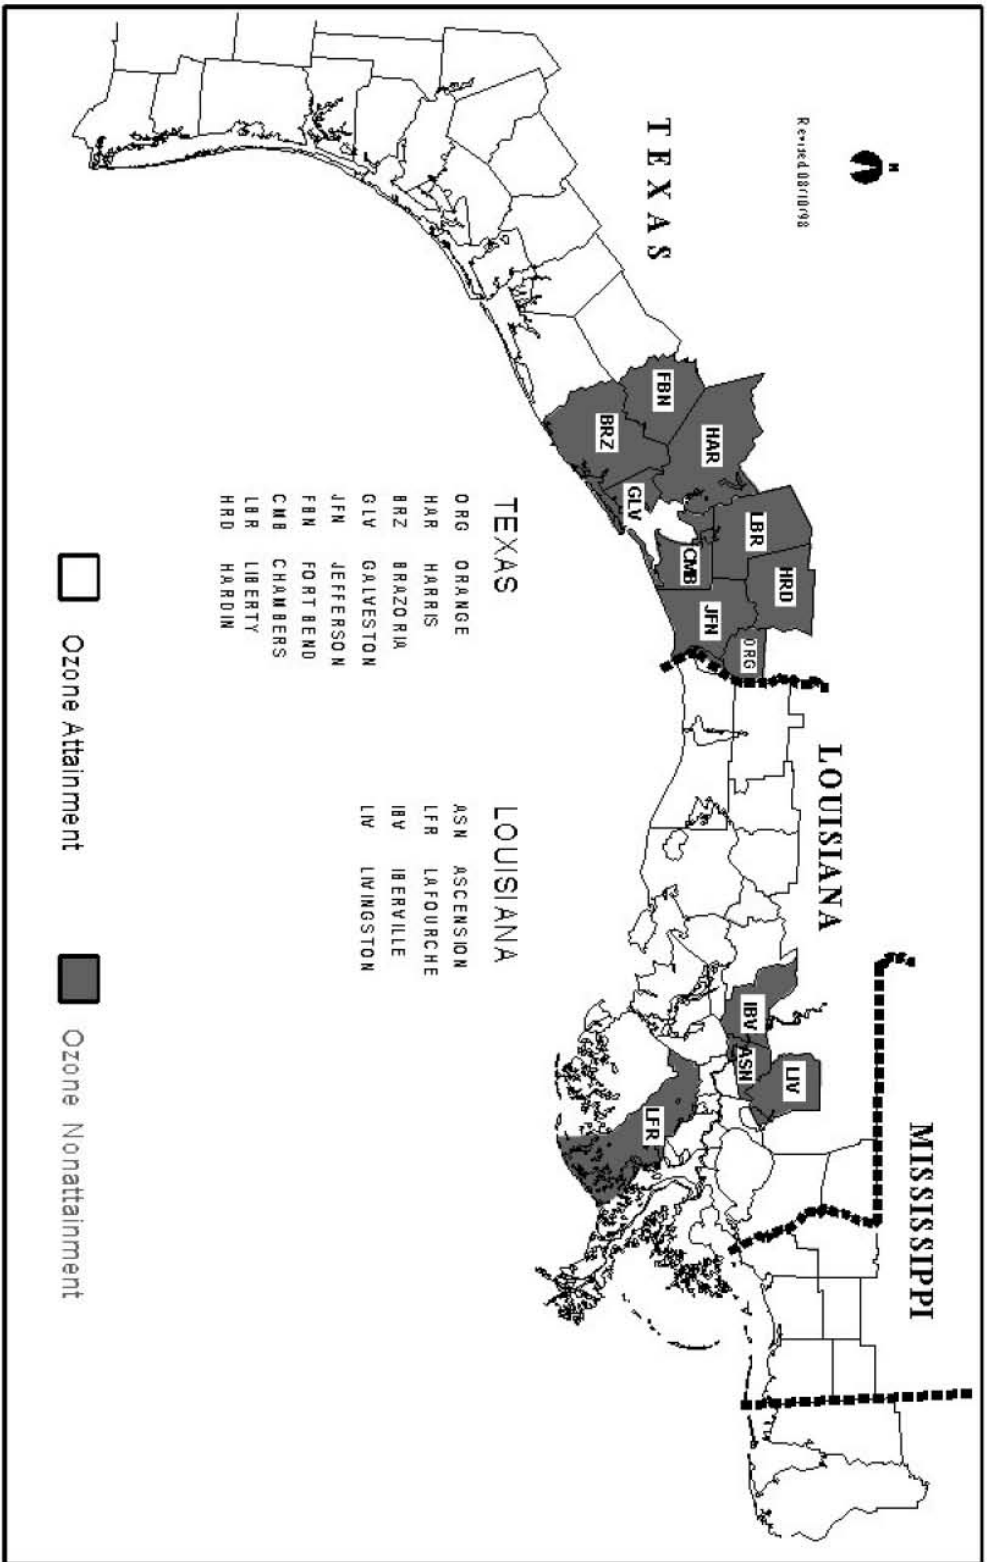 N
Revised 08/10/98
TEXAS
LOUISIANA
MISSISSIPPI
FBN
HAR
BRZ
GLV
LBR
CMB
HRD
JFN
ORG
IBV
ASN
LIV
LFR
TEXAS
ORG ORANGE
HAR HARRIS
BRZ BRAZORIA
GLV GALVESTON
JFN JEFFERSON
FBN FORT BEND
CMB CHAMBERS
LBR LIBERTY
HRD HARDIN
LOUISIANA
ASN ASCENSION
LFR LAFOURCHE
IBV IBERVILLE
LIV LIVINGSTON
Ozone Attainment
Ozone Nonattainment